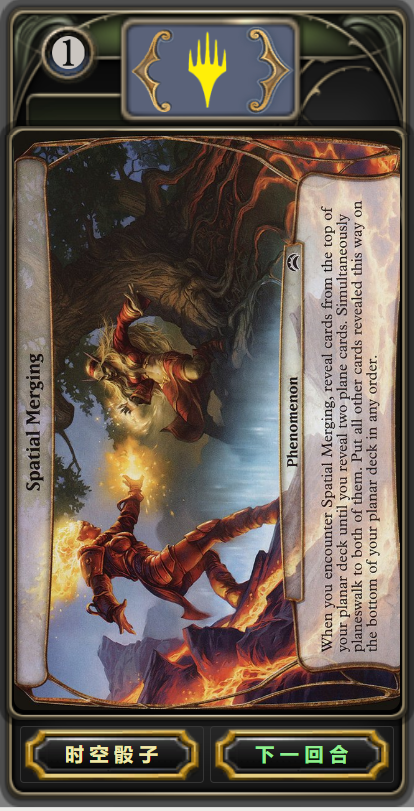 1
Spatial Merging
Phenomenon
When you encounter Spatial Merging, reveal cards from the top of
your planar deck until you reveal two plane cards. Simultaneously
planeswalk to both of them. Put all other cards revealed this way on
the bottom of your planar deck in any order.
时空骰子
下一回合